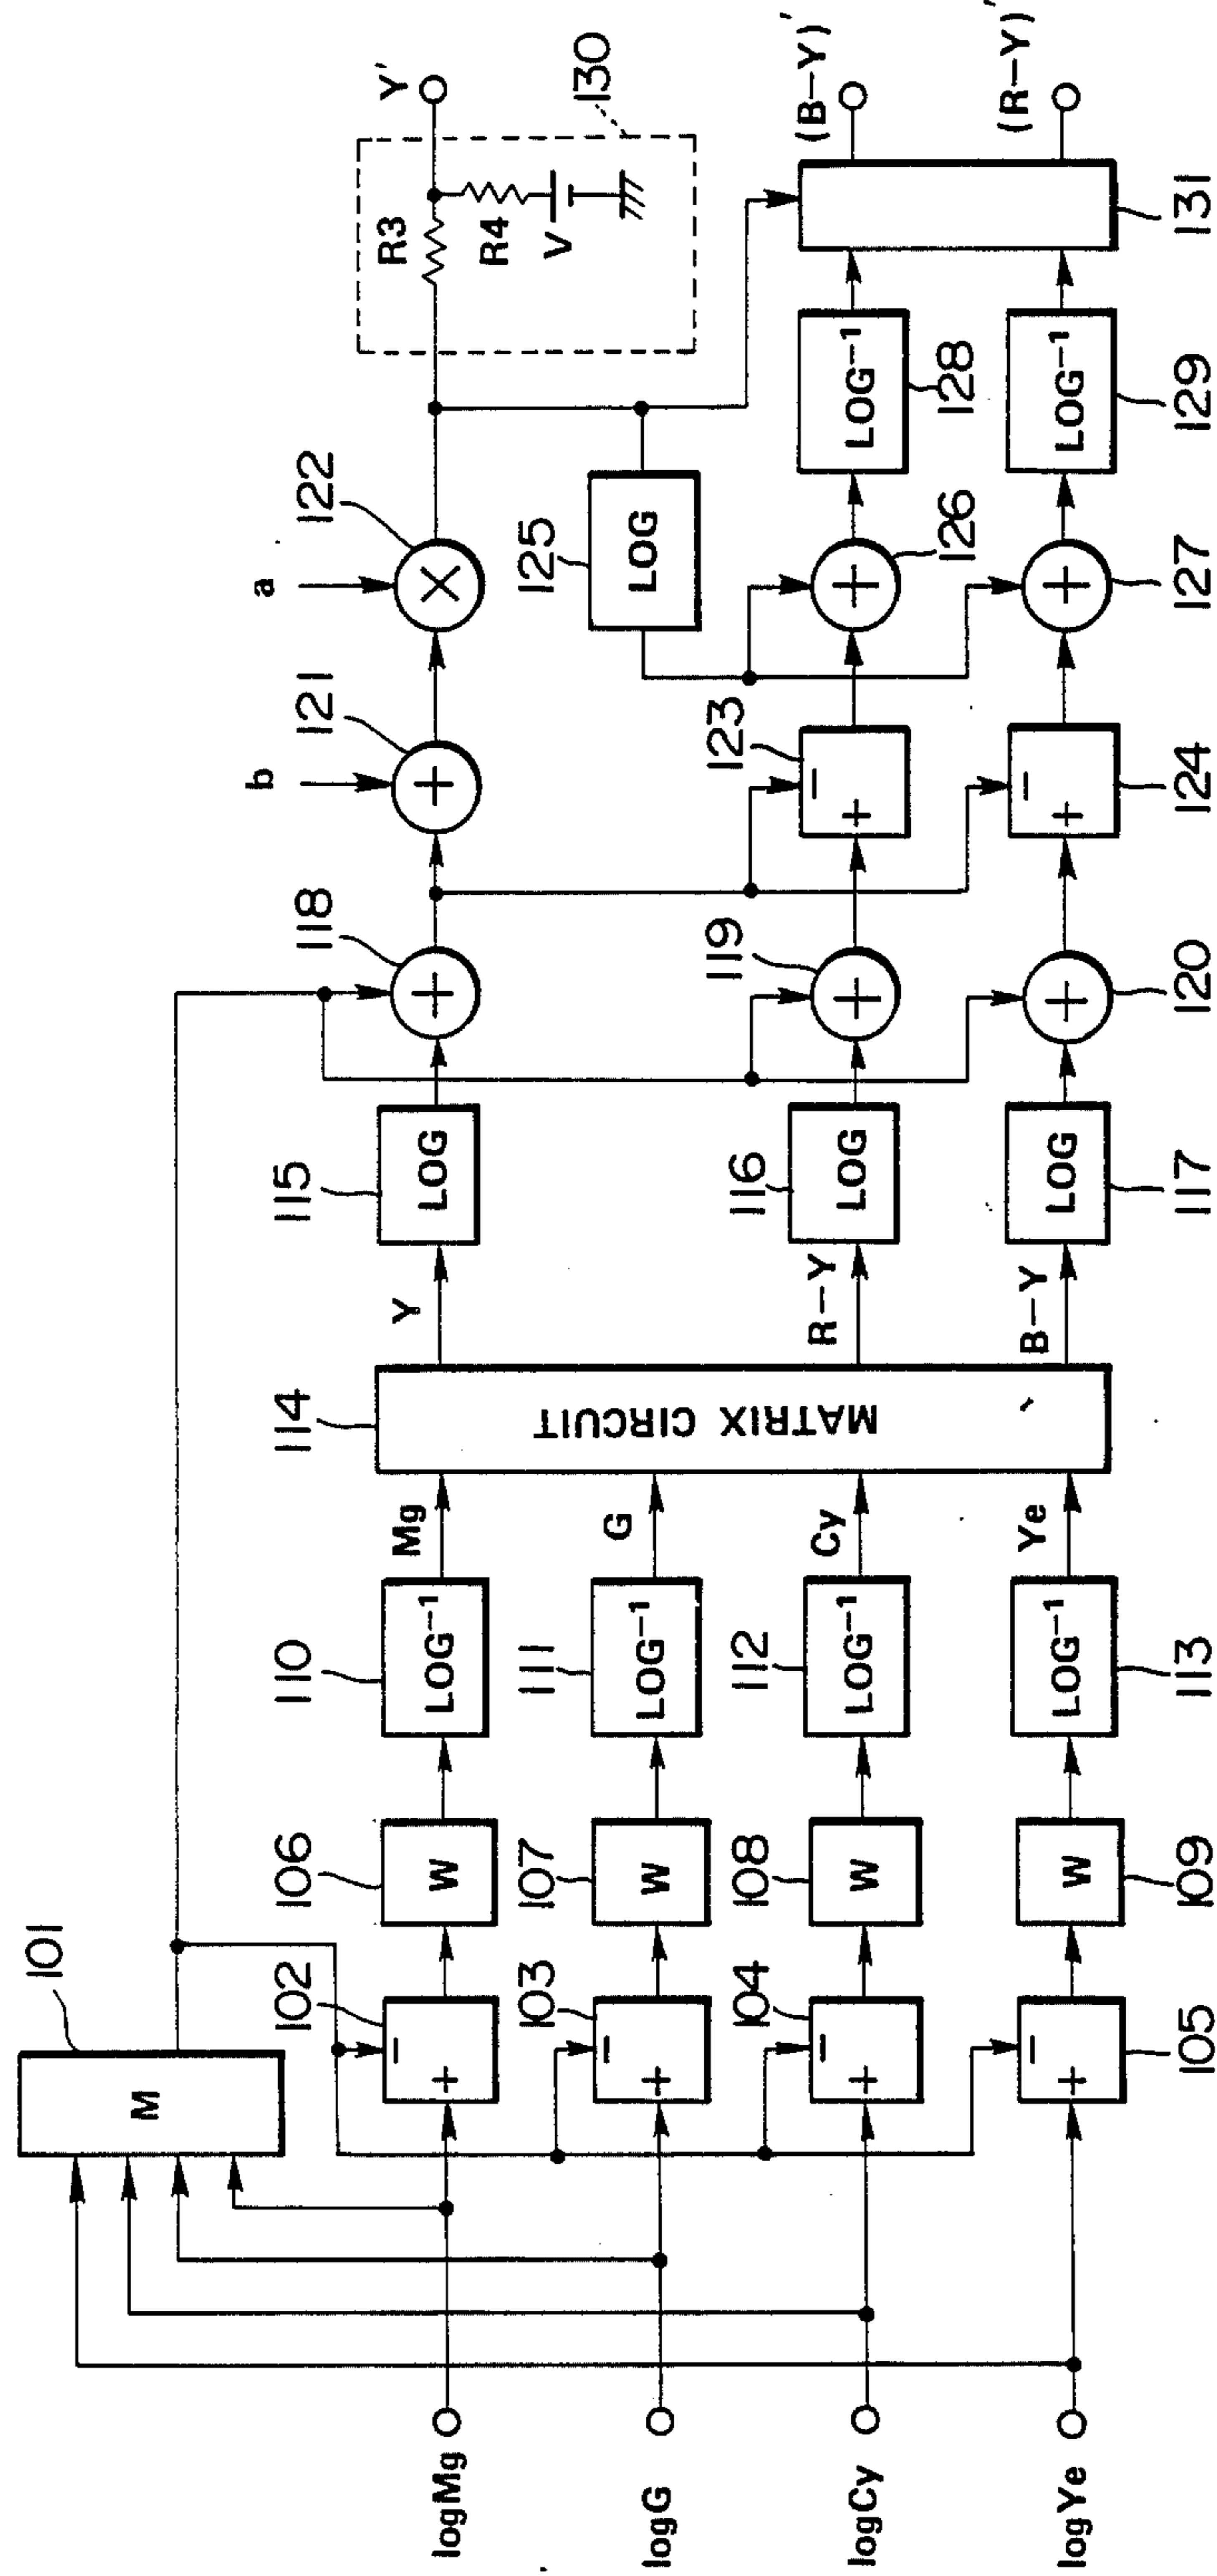 101
M
102
106
110
Mg
114
115
118
b
121
a
122
R3
Y'
130
-
+
W
LOG⁻¹
Y
LOG
+
+
×
R4
V
logMg
103
107
111
G
MATRIX CIRCUIT
125
LOG
-
+
W
LOG⁻¹
logG
104
108
112
Cy
R-Y
116
119
123
126
128
(B-Y)'
-
+
W
LOG⁻¹
LOG
+
-
+
+
LOG⁻¹
logCy
Ye
B-Y
(R-Y)'
-
+
W
LOG⁻¹
LOG
+
-
+
+
LOG⁻¹
logYe
105
109
113
117
120
124
127
129
131